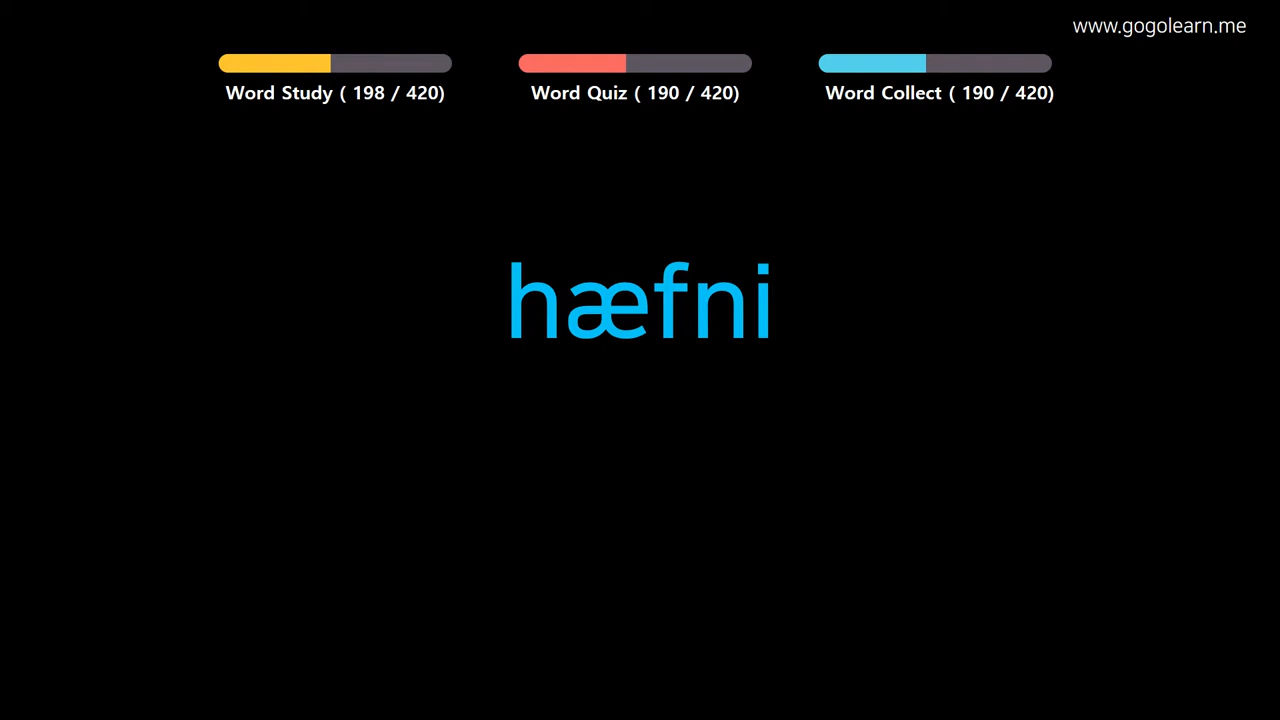 www.gogolearn.me
Word Study ( 198 / 420)
Word Quiz ( 190 / 420)
Word Collect ( 190 / 420)
hæfni